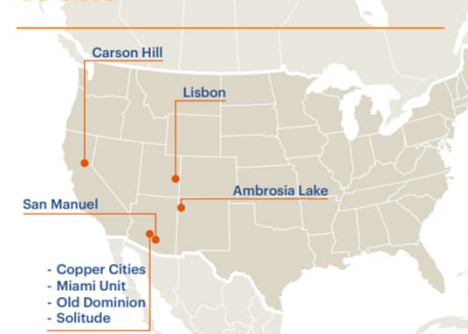 Carson Hill
Lisbon
Ambrosia Lake
San Manuel
- Copper Cities
- Miami Unit
- Old Dominion
- Solitude